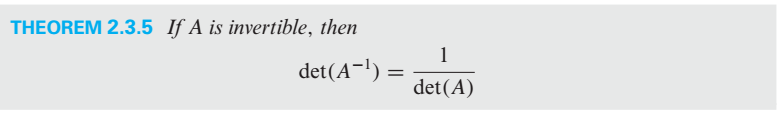 THEOREM 2.3.5 If A is invertible, then
det(A⁻¹) = 1/det(A)